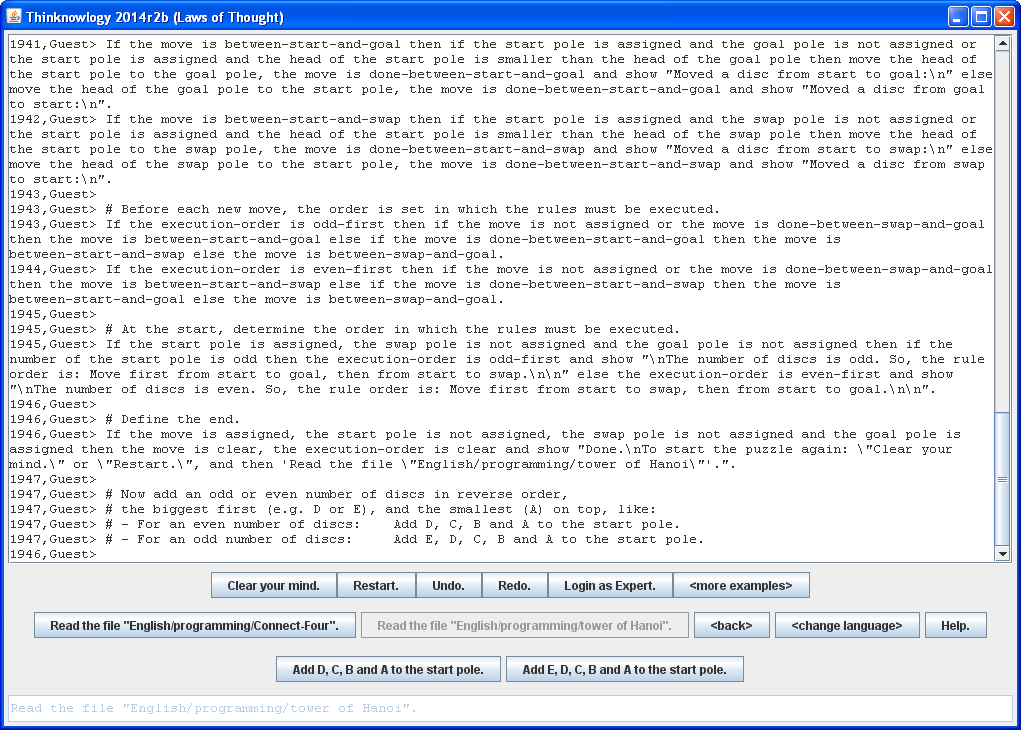 Thinknowlogy 2014r2b (Laws of Thought)
1941,Guest> If the move is between-start-and-goal then if the start pole is assigned and the goal pole is not assigned or
the start pole is assigned and the head of the start pole is smaller than the head of the goal pole then move the head of
the start pole to the goal pole, the move is done-between-start-and-goal and show "Moved a disc from start to goal:\n" else
move the head of the goal pole to the start pole, the move is done-between-start-and-goal and show "Moved a disc from goal
to start:\n".
1942,Guest> If the move is between-start-and-swap then if the start pole is assigned and the swap pole is not assigned or
the start pole is assigned and the head of the start pole is smaller than the head of the swap pole then move the head of
the start pole to the swap pole, the move is done-between-start-and-swap and show "Moved a disc from start to swap:\n" else
move the head of the swap pole to the start pole, the move is done-between-start-and-swap and show "Moved a disc from swap
to start:\n".
1943,Guest>
1943,Guest> # Before each new move, the order is set in which the rules must be executed.
1943,Guest> If the execution-order is odd-first then if the move is not assigned or the move is done-between-swap-and-goal
then the move is between-start-and-goal else if the move is done-between-start-and-goal then the move is
between-start-and-swap else the move is between-swap-and-goal.
1944,Guest> If the execution-order is even-first then if the move is not assigned or the move is done-between-swap-and-goal
then the move is between-start-and-swap else if the move is done-between-start-and-swap then the move is
between-start-and-goal else the move is between-swap-and-goal.
1945,Guest>
1945,Guest> # At the start, determine the order in which the rules must be executed.
1945,Guest> If the start pole is assigned, the swap pole is not assigned and the goal pole is not assigned then if the
number of the start pole is odd then the execution-order is odd-first and show "\nThe number of discs is odd. So, the rule
order is: Move first from start to goal, then from start to swap.\n\n" else the execution-order is even-first and show
"\nThe number of discs is even. So, the rule order is: Move first from start to swap, then from start to goal.\n\n".
1946,Guest>
1946,Guest> # Define the end.
1946,Guest> If the move is assigned, the start pole is not assigned, the swap pole is not assigned and the goal pole is
assigned then the move is clear, the execution-order is clear and show "Done.\nTo start the puzzle again: \"Clear your
mind.\" or \"Restart.\", and then 'Read the file \"English/programming/tower of Hanoi\"'.".
1947,Guest>
1947,Guest> # Now add an odd or even number of discs in reverse order,
1947,Guest> # the biggest first (e.g. D or E), and the smallest (A) on top, like:
1947,Guest> # - For an even number of discs:     Add D, C, B and A to the start pole.
1947,Guest> # - For an odd number of discs:      Add E, D, C, B and A to the start pole.
1946,Guest>
Clear your mind. Restart. Undo. Redo. Login as Expert. <more examples>
Read the file "English/programming/Connect-Four". Read the file "English/programming/tower of Hanoi". <back> <change language> Help.
Add D, C, B and A to the start pole. Add E, D, C, B and A to the start pole.
Read the file "English/programming/tower of Hanoi".